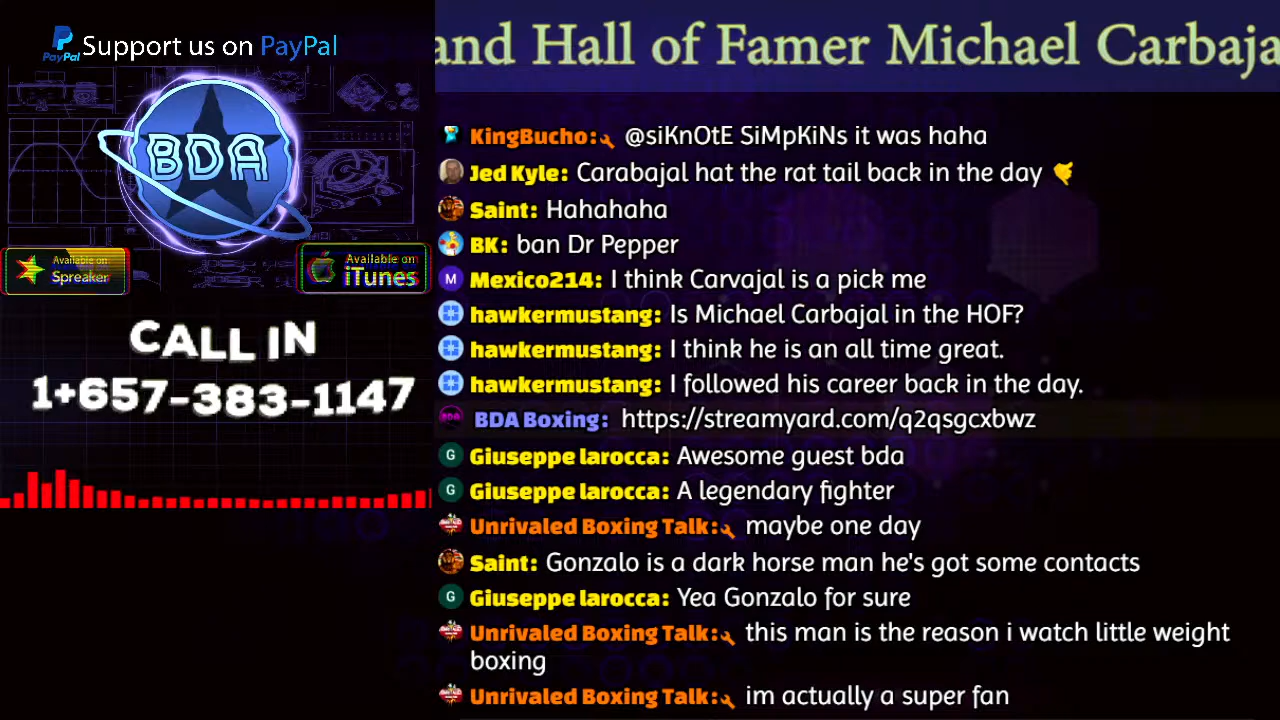 PayPal
Support us on PayPal
and Hall of Famer Michael Carbaja
BDA
Available on
Spreaker
Available on
iTunes
CALL IN
1+657-383-1147
KingBucho: @siKnOtE SiMpKiNs it was haha
Jed Kyle: Carabajal hat the rat tail back in the day
Saint: Hahahaha
BK: ban Dr Pepper
M Mexico214: I think Carvajal is a pick me
hawkermustang: Is Michael Carbajal in the HOF?
hawkermustang: I think he is an all time great.
hawkermustang: I followed his career back in the day.
BDA BDA Boxing: https://streamyard.com/q2qsgcxbwz
G Giuseppe larocca: Awesome guest bda
G Giuseppe larocca: A legendary fighter
Unrivaled Boxing Talk: maybe one day
Saint: Gonzalo is a dark horse man he's got some contacts
G Giuseppe larocca: Yea Gonzalo for sure
Unrivaled Boxing Talk: this man is the reason i watch little weight
boxing
Unrivaled Boxing Talk: im actually a super fan